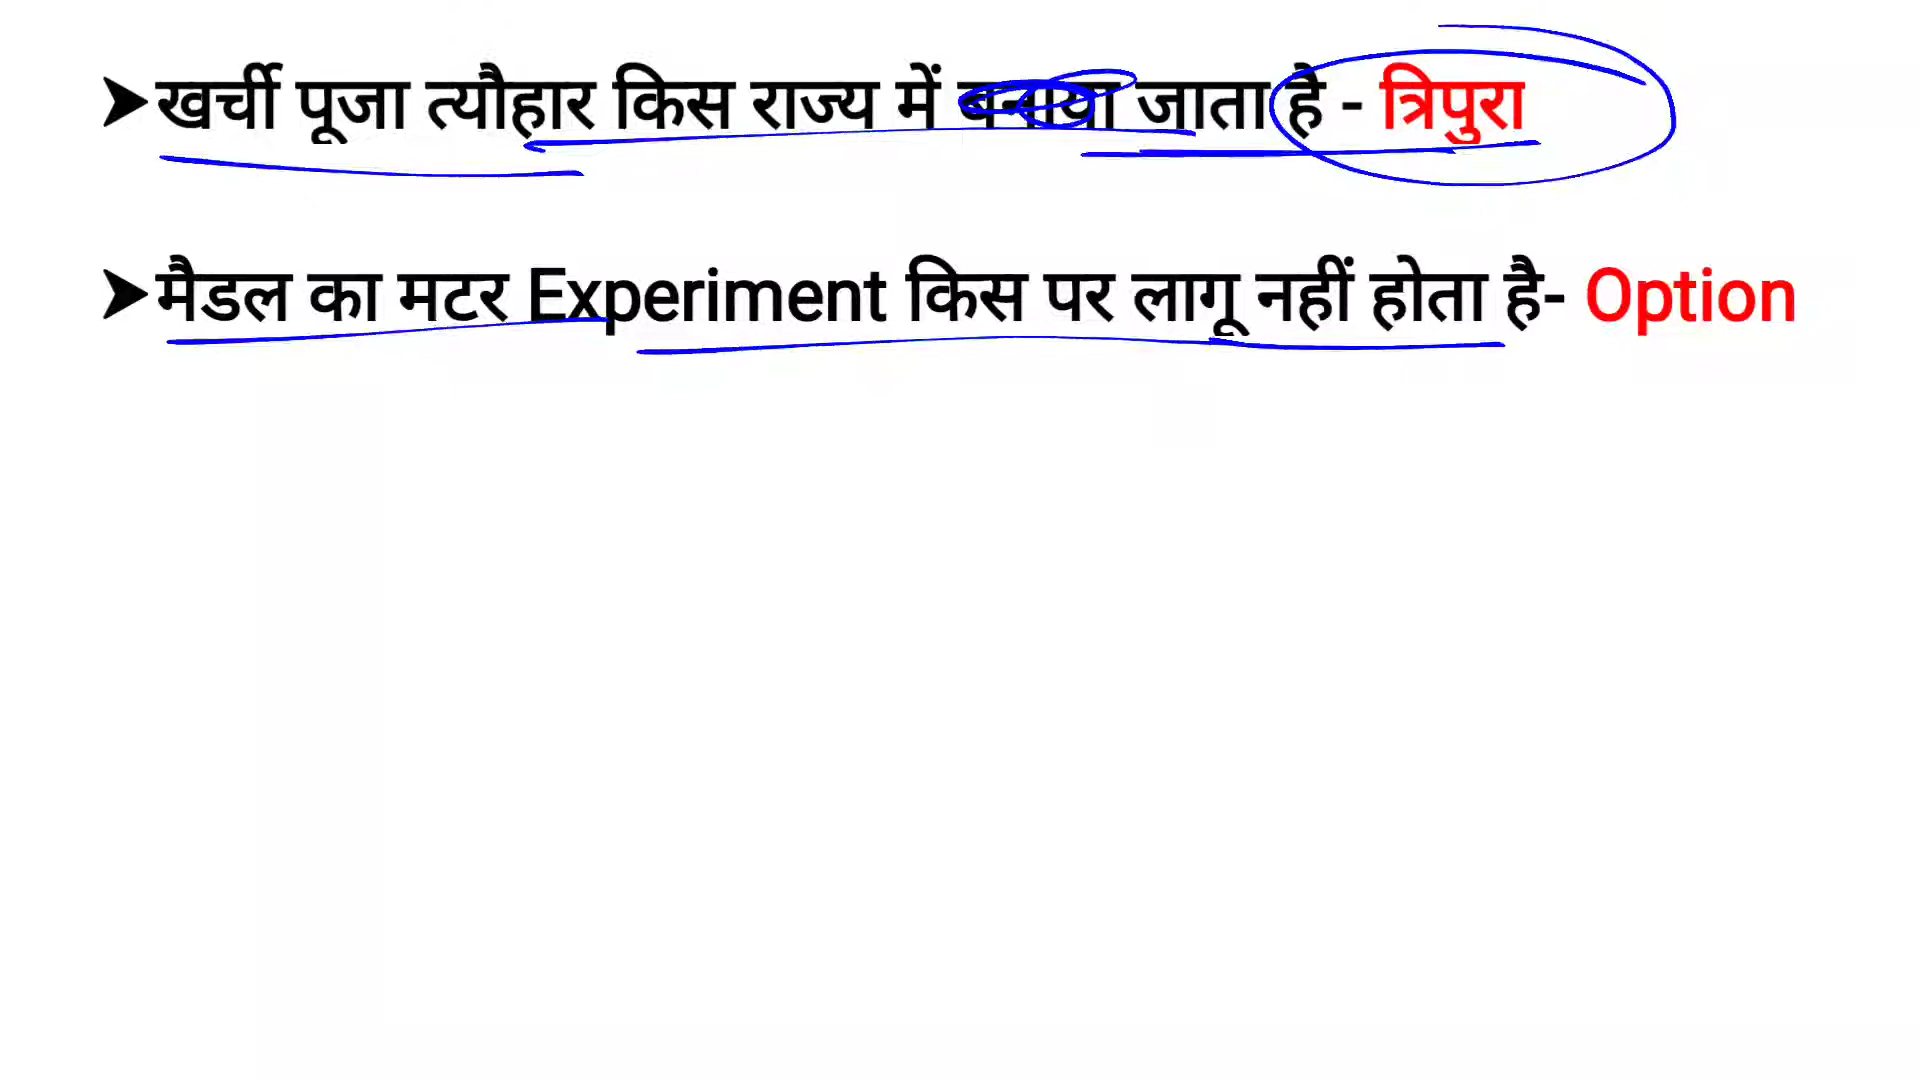 ➤खर्ची पूजा त्यौहार किस राज्य में बनाया जाता है - त्रिपुरा
➤मैडल का मटर Experiment किस पर लागू नहीं होता है- Option